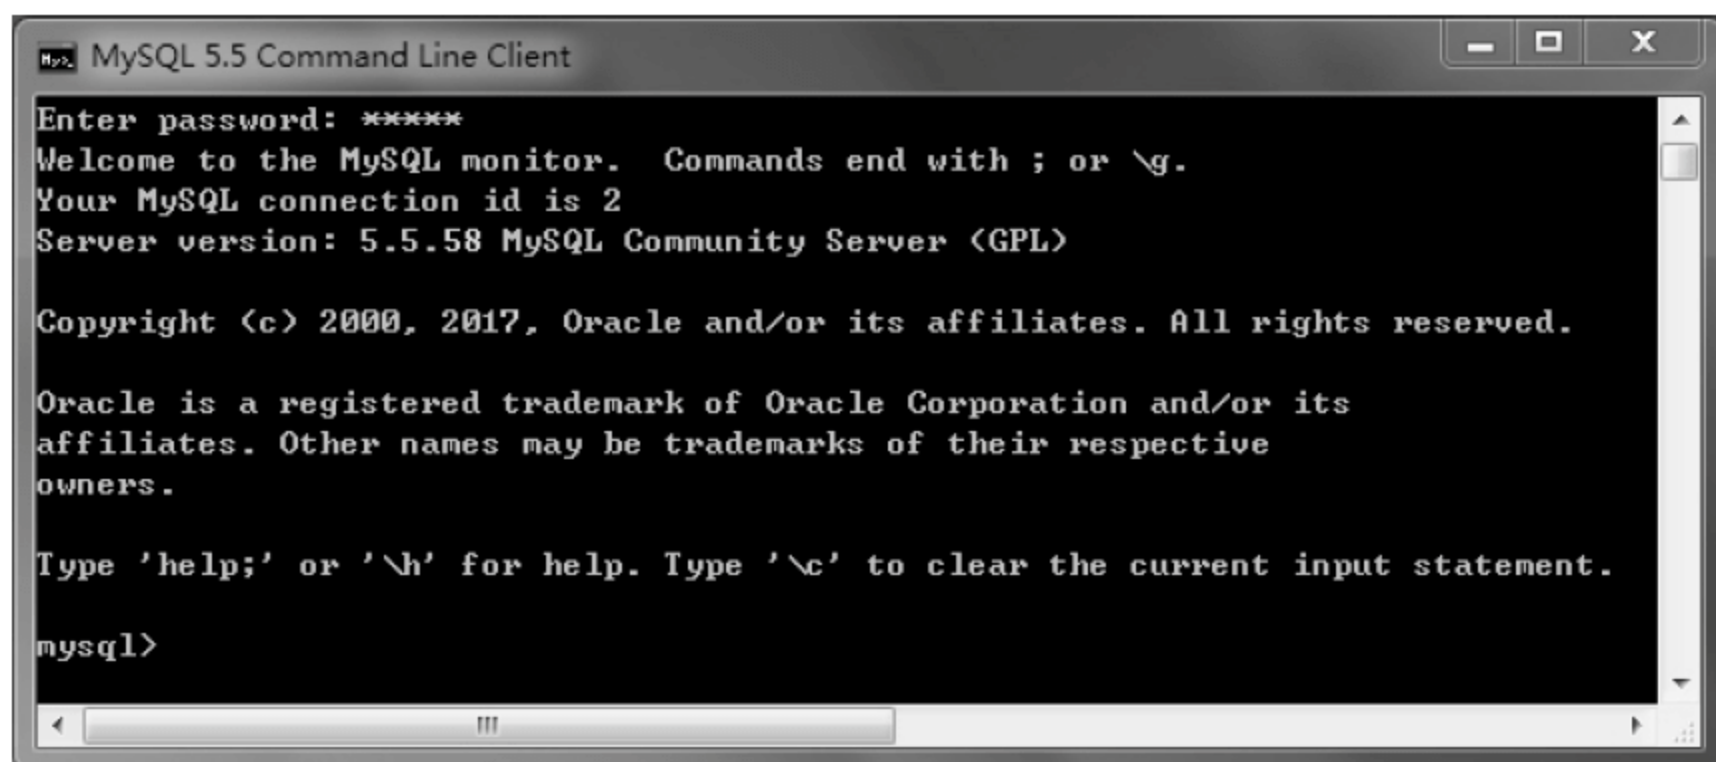 MySQL 5.5 Command Line Client
Enter password: *****
Welcome to the MySQL monitor.  Commands end with ; or \g.
Your MySQL connection id is 2
Server version: 5.5.58 MySQL Community Server (GPL)
Copyright (c) 2000, 2017, Oracle and/or its affiliates. All rights reserved.
Oracle is a registered trademark of Oracle Corporation and/or its
affiliates. Other names may be trademarks of their respective
owners.
Type 'help;' or '\h' for help. Type '\c' to clear the current input statement.
mysql>